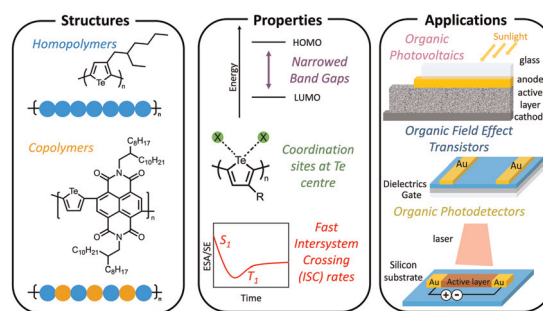 Structures
Homopolymers
Te
n
n
Copolymers
C8H17
C10H21
O
N
O
Te
n
O
N
O
C10H21
C8H17
n
Properties
Energy
HOMO
Narrowed
Band Gaps
LUMO
X
X
Te
n
R
Coordination
sites at Te
centre
ESA/SE
S1
T1
Time
Fast
Intersystem
Crossing
(ISC) rates
Applications
Organic
Photovoltaics
Sunlight
glass
anode
active
layer
cathode
Organic Field Effect
Transistors
Au
Au
Dielectrics
Gate
Organic Photodetectors
laser
Silicon
substrate
Au
Active layer
Au
+
-